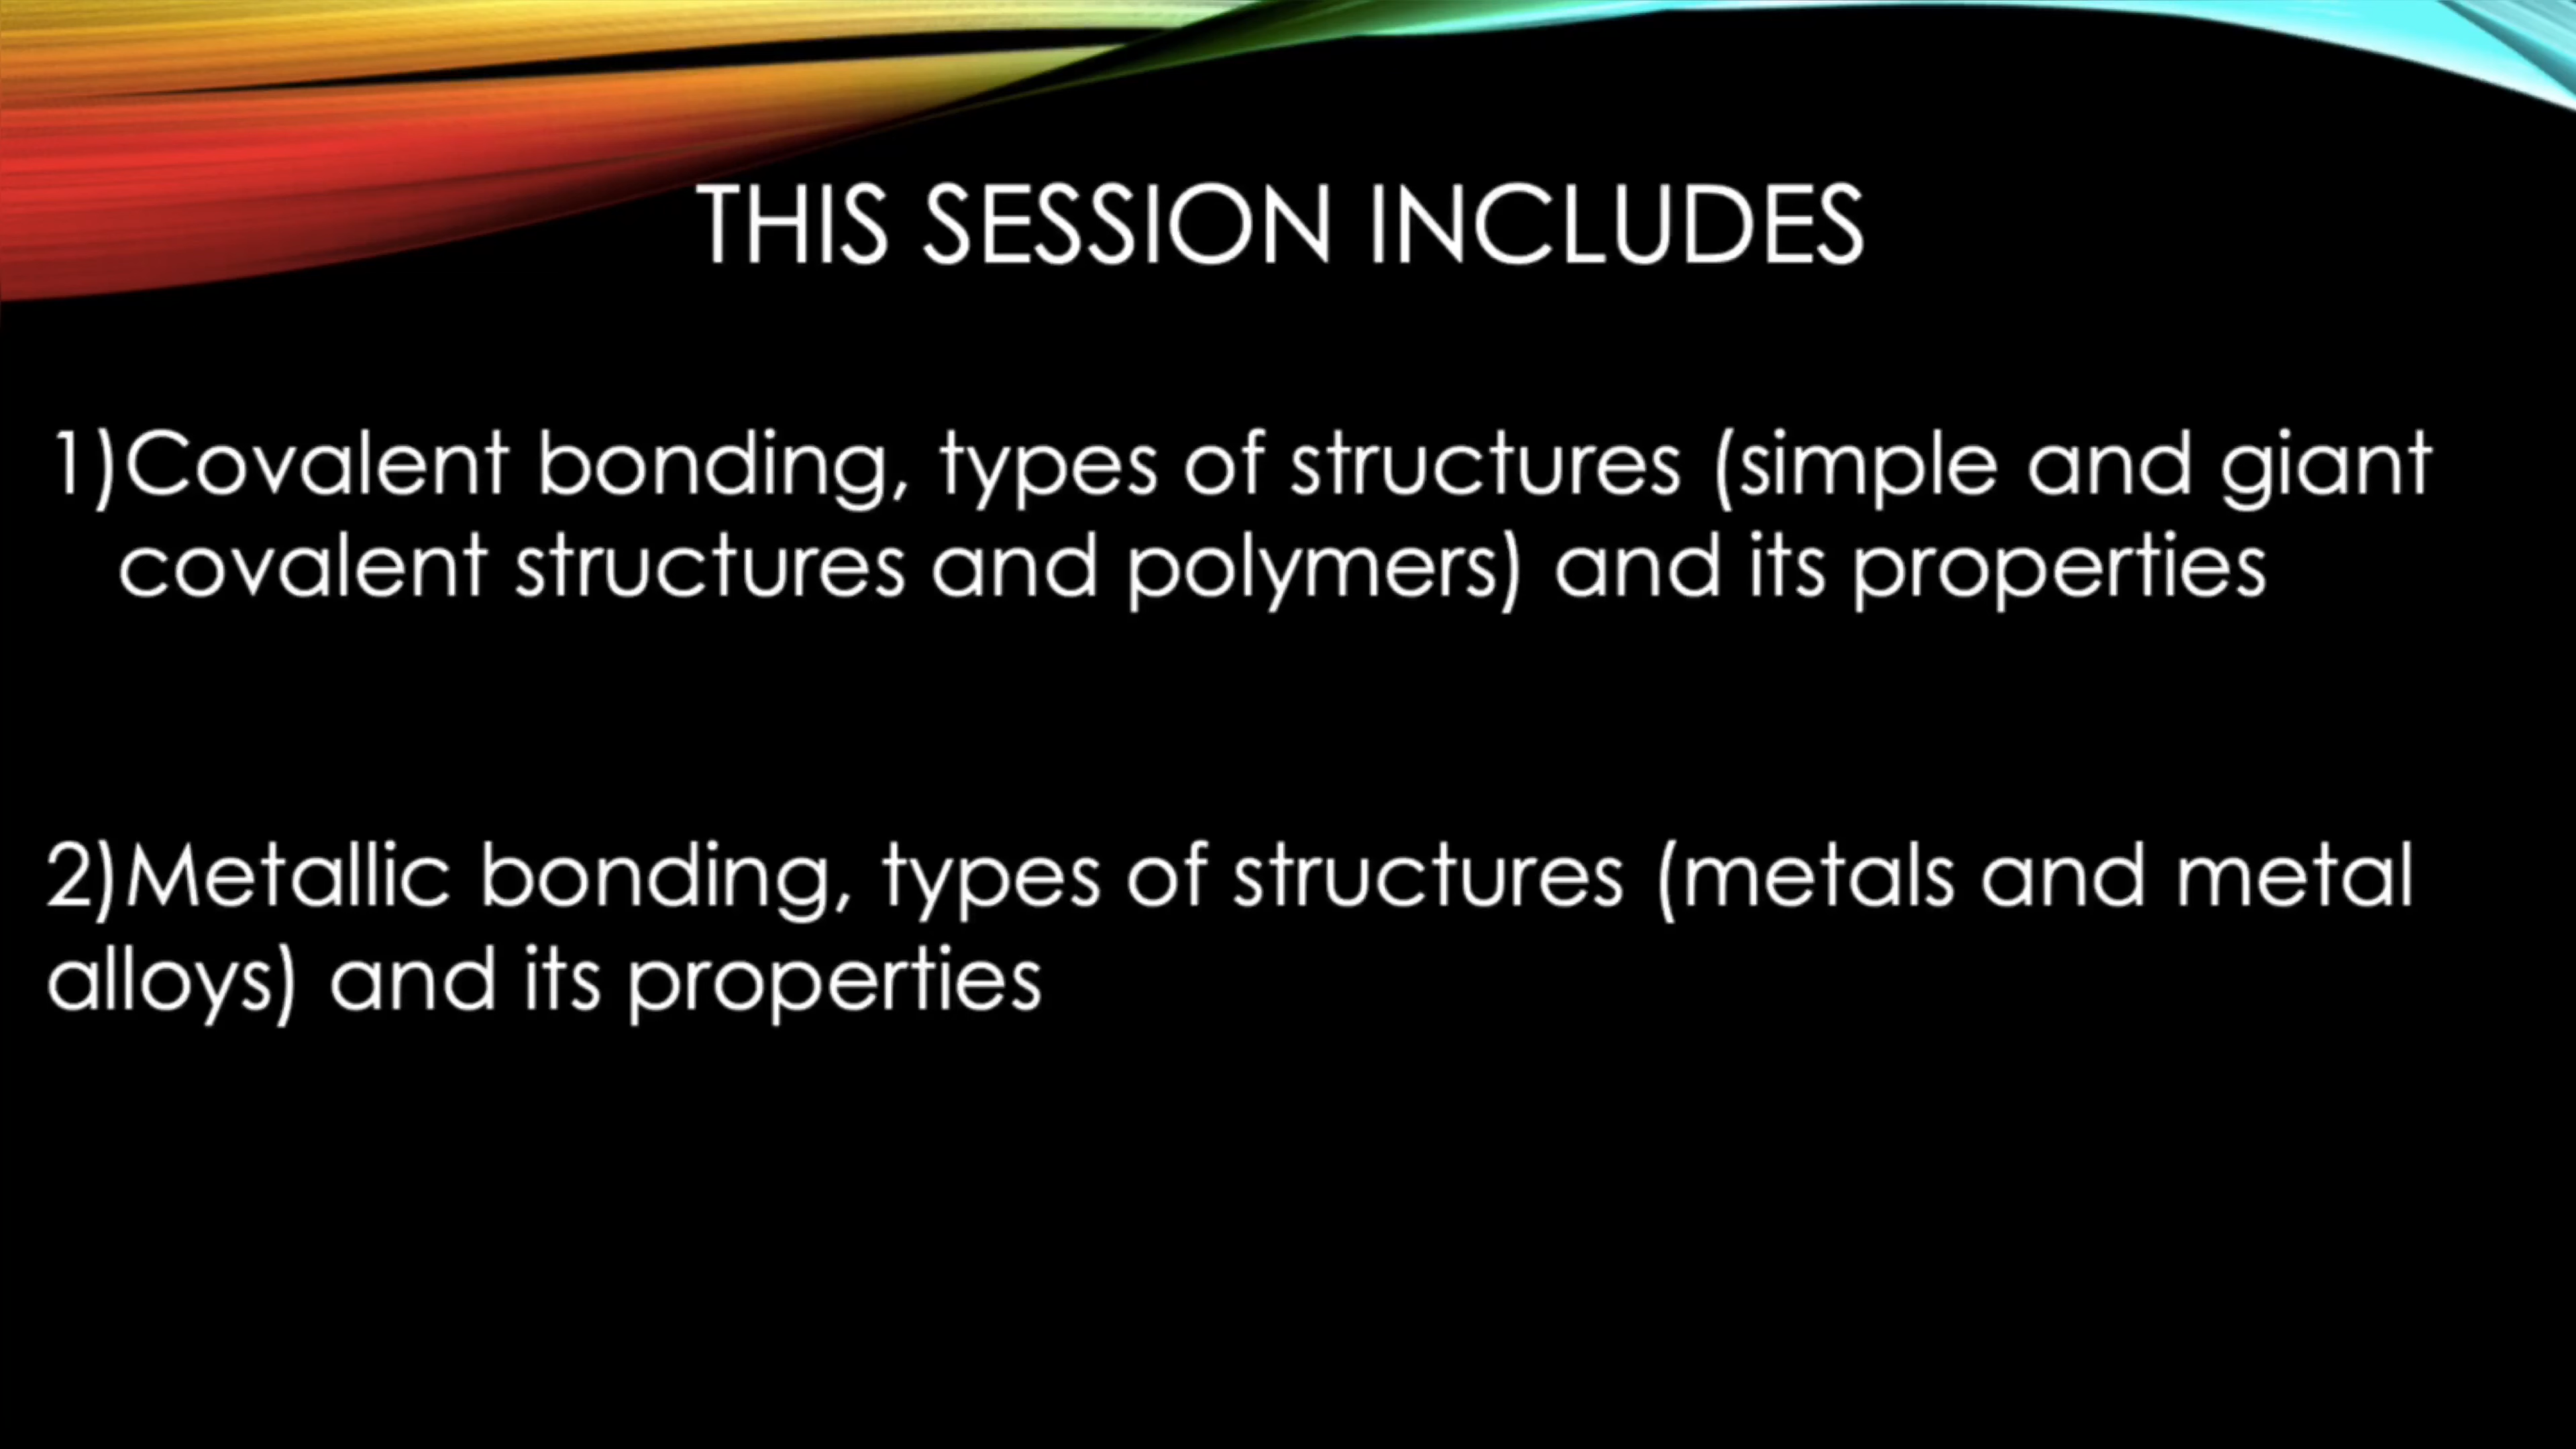 THIS SESSION INCLUDES
1)Covalent bonding, types of structures (simple and giant
covalent structures and polymers) and its properties
2)Metallic bonding, types of structures (metals and metal
alloys) and its properties